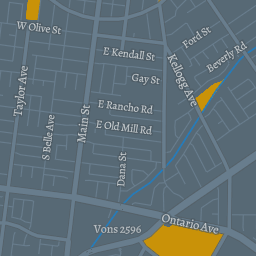 W Olive St
Ford St
E Kendall St
Beverly Rd
Gay St
Kellogg Ave
Taylor Ave
E Rancho Rd
Main St
S Belle Ave
E Old Mill Rd
Dana St
Ontario Ave
Vons 2596